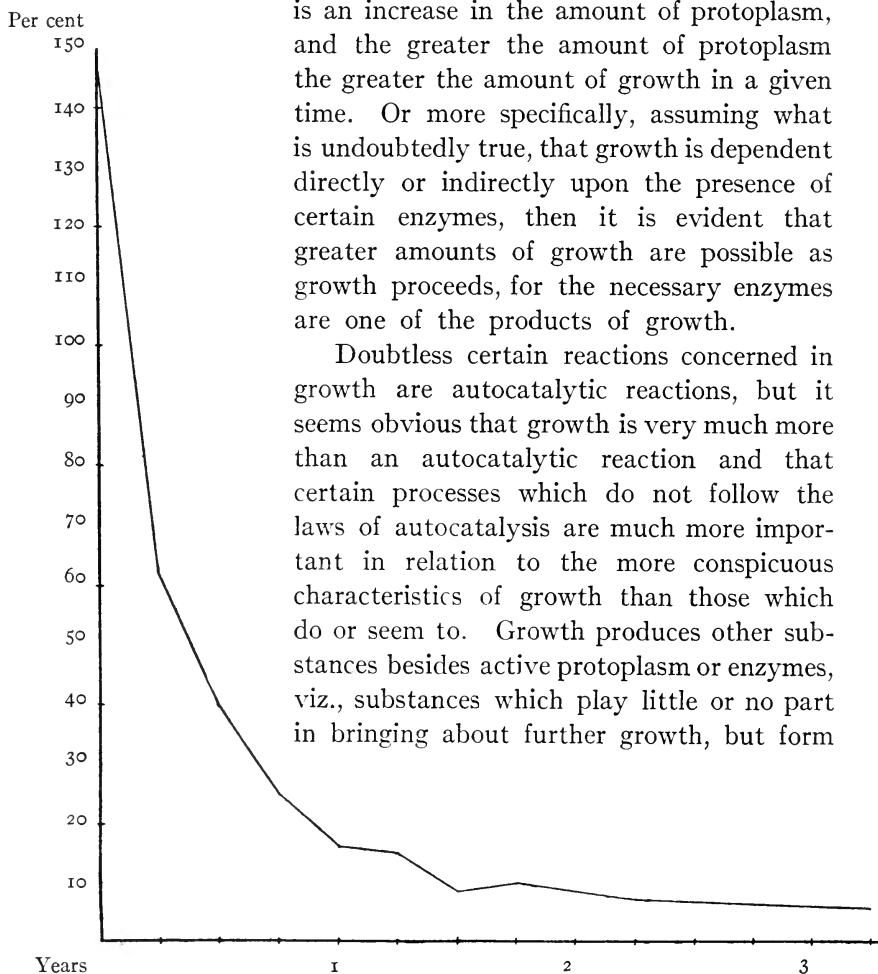 Per cent
150
140
130
120
110
100
90
80
70
60
50
40
30
20
10
Years 1 2 3
is an increase in the amount of protoplasm,
and the greater the amount of protoplasm
the greater the amount of growth in a given
time. Or more specifically, assuming what
is undoubtedly true, that growth is dependent
directly or indirectly upon the presence of
certain enzymes, then it is evident that
greater amounts of growth are possible as
growth proceeds, for the necessary enzymes
are one of the products of growth.
Doubtless certain reactions concerned in
growth are autocatalytic reactions, but it
seems obvious that growth is very much more
than an autocatalytic reaction and that
certain processes which do not follow the
laws of autocatalysis are much more impor-
tant in relation to the more conspicuous
characteristics of growth than those which
do or seem to. Growth produces other sub-
stances besides active protoplasm or enzymes,
viz., substances which play little or no part
in bringing about further growth, but form